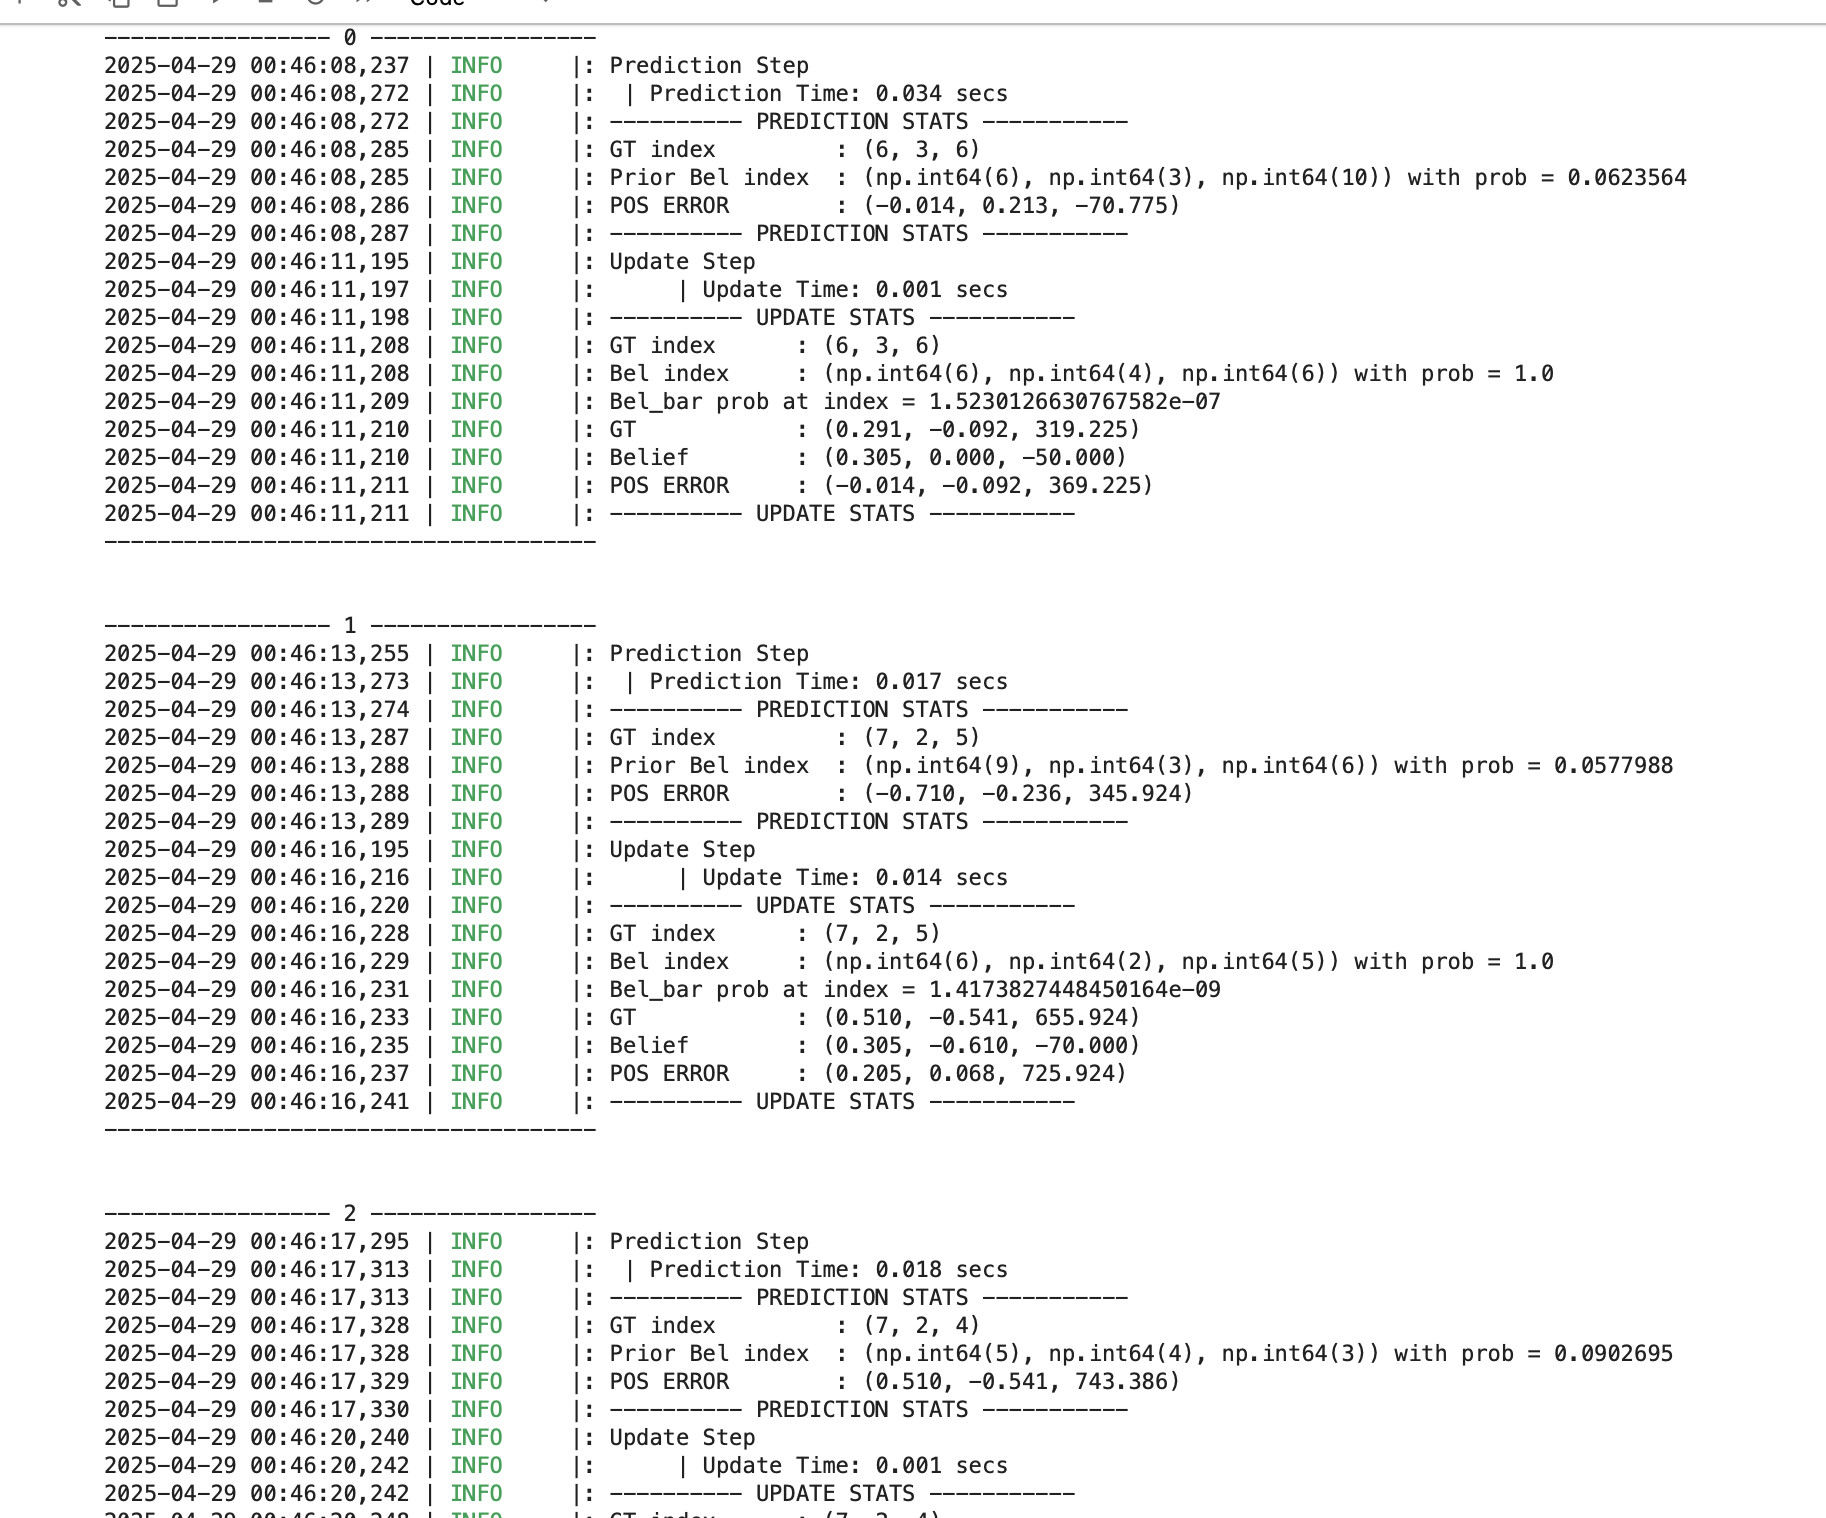 Code
----------------- 0 -----------------
2025-04-29 00:46:08,237 | INFO     |: Prediction Step
2025-04-29 00:46:08,272 | INFO     |:  | Prediction Time: 0.034 secs
2025-04-29 00:46:08,272 | INFO     |: ---------- PREDICTION STATS -----------
2025-04-29 00:46:08,285 | INFO     |: GT index         : (6, 3, 6)
2025-04-29 00:46:08,285 | INFO     |: Prior Bel index  : (np.int64(6), np.int64(3), np.int64(10)) with prob = 0.0623564
2025-04-29 00:46:08,286 | INFO     |: POS ERROR        : (-0.014, 0.213, -70.775)
2025-04-29 00:46:08,287 | INFO     |: ---------- PREDICTION STATS -----------
2025-04-29 00:46:11,195 | INFO     |: Update Step
2025-04-29 00:46:11,197 | INFO     |:      | Update Time: 0.001 secs
2025-04-29 00:46:11,198 | INFO     |: ---------- UPDATE STATS -----------
2025-04-29 00:46:11,208 | INFO     |: GT index      : (6, 3, 6)
2025-04-29 00:46:11,208 | INFO     |: Bel index     : (np.int64(6), np.int64(4), np.int64(6)) with prob = 1.0
2025-04-29 00:46:11,209 | INFO     |: Bel_bar prob at index = 1.5230126630767582e-07
2025-04-29 00:46:11,210 | INFO     |: GT            : (0.291, -0.092, 319.225)
2025-04-29 00:46:11,210 | INFO     |: Belief        : (0.305, 0.000, -50.000)
2025-04-29 00:46:11,211 | INFO     |: POS ERROR     : (-0.014, -0.092, 369.225)
2025-04-29 00:46:11,211 | INFO     |: ---------- UPDATE STATS -----------
-------------------------------------
----------------- 1 -----------------
2025-04-29 00:46:13,255 | INFO     |: Prediction Step
2025-04-29 00:46:13,273 | INFO     |:  | Prediction Time: 0.017 secs
2025-04-29 00:46:13,274 | INFO     |: ---------- PREDICTION STATS -----------
2025-04-29 00:46:13,287 | INFO     |: GT index         : (7, 2, 5)
2025-04-29 00:46:13,288 | INFO     |: Prior Bel index  : (np.int64(9), np.int64(3), np.int64(6)) with prob = 0.0577988
2025-04-29 00:46:13,288 | INFO     |: POS ERROR        : (-0.710, -0.236, 345.924)
2025-04-29 00:46:13,289 | INFO     |: ---------- PREDICTION STATS -----------
2025-04-29 00:46:16,195 | INFO     |: Update Step
2025-04-29 00:46:16,216 | INFO     |:      | Update Time: 0.014 secs
2025-04-29 00:46:16,220 | INFO     |: ---------- UPDATE STATS -----------
2025-04-29 00:46:16,228 | INFO     |: GT index      : (7, 2, 5)
2025-04-29 00:46:16,229 | INFO     |: Bel index     : (np.int64(6), np.int64(2), np.int64(5)) with prob = 1.0
2025-04-29 00:46:16,231 | INFO     |: Bel_bar prob at index = 1.4173827448450164e-09
2025-04-29 00:46:16,233 | INFO     |: GT            : (0.510, -0.541, 655.924)
2025-04-29 00:46:16,235 | INFO     |: Belief        : (0.305, -0.610, -70.000)
2025-04-29 00:46:16,237 | INFO     |: POS ERROR     : (0.205, 0.068, 725.924)
2025-04-29 00:46:16,241 | INFO     |: ---------- UPDATE STATS -----------
-------------------------------------
----------------- 2 -----------------
2025-04-29 00:46:17,295 | INFO     |: Prediction Step
2025-04-29 00:46:17,313 | INFO     |:  | Prediction Time: 0.018 secs
2025-04-29 00:46:17,313 | INFO     |: ---------- PREDICTION STATS -----------
2025-04-29 00:46:17,328 | INFO     |: GT index         : (7, 2, 4)
2025-04-29 00:46:17,328 | INFO     |: Prior Bel index  : (np.int64(5), np.int64(4), np.int64(3)) with prob = 0.0902695
2025-04-29 00:46:17,329 | INFO     |: POS ERROR        : (0.510, -0.541, 743.386)
2025-04-29 00:46:17,330 | INFO     |: ---------- PREDICTION STATS -----------
2025-04-29 00:46:20,240 | INFO     |: Update Step
2025-04-29 00:46:20,242 | INFO     |:      | Update Time: 0.001 secs
2025-04-29 00:46:20,242 | INFO     |: ---------- UPDATE STATS -----------
2025-04-29 00:46:20,248 | INFO     |: GT index      : (7, 2, 4)